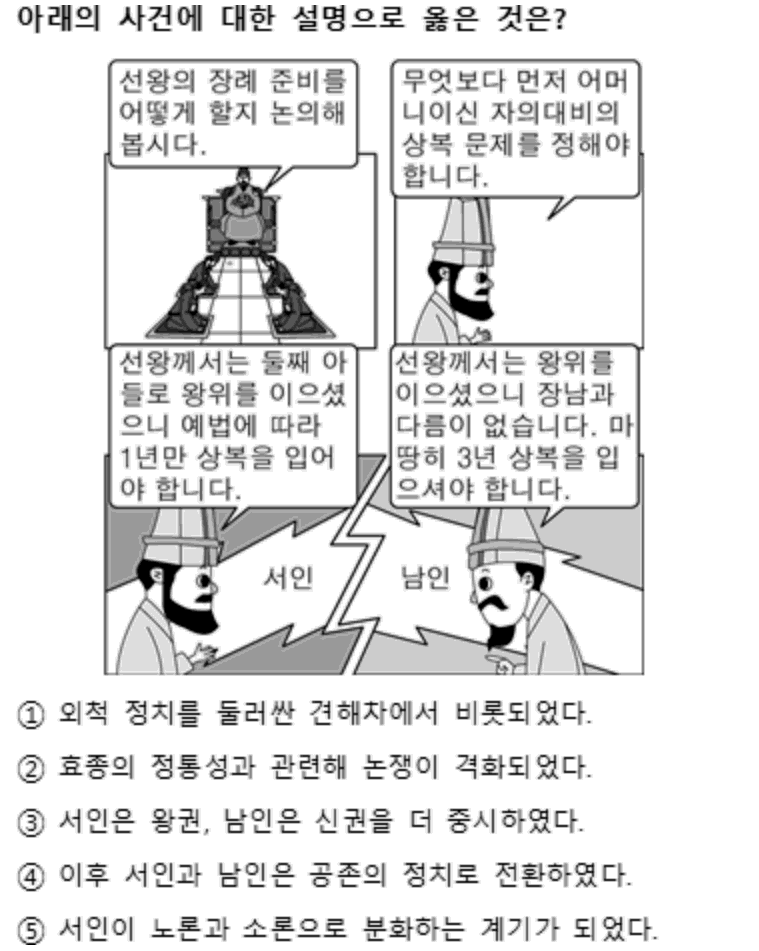 아래의 사건에 대한 설명으로 옳은 것은?
선왕의 장례 준비를
어떻게 할지 논의해
봅시다.
무엇보다 먼저 어머
니이신 자의대비의
상복 문제를 정해야
합니다.
선왕께서는 둘째 아
들로 왕위를 이으셨
으니 예법에 따라
1년만 상복을 입어
야 합니다.
서인
선왕께서는 왕위를
이으셨으니 장남과
다름이 없습니다. 마
땅히 3년 상복을 입
으셔야 합니다.
남인
① 외척 정치를 둘러싼 견해차에서 비롯되었다.
② 효종의 정통성과 관련해 논쟁이 격화되었다.
③ 서인은 왕권, 남인은 신권을 더 중시하였다.
④ 이후 서인과 남인은 공존의 정치로 전환하였다.
⑤ 서인이 노론과 소론으로 분화하는 계기가 되었다.